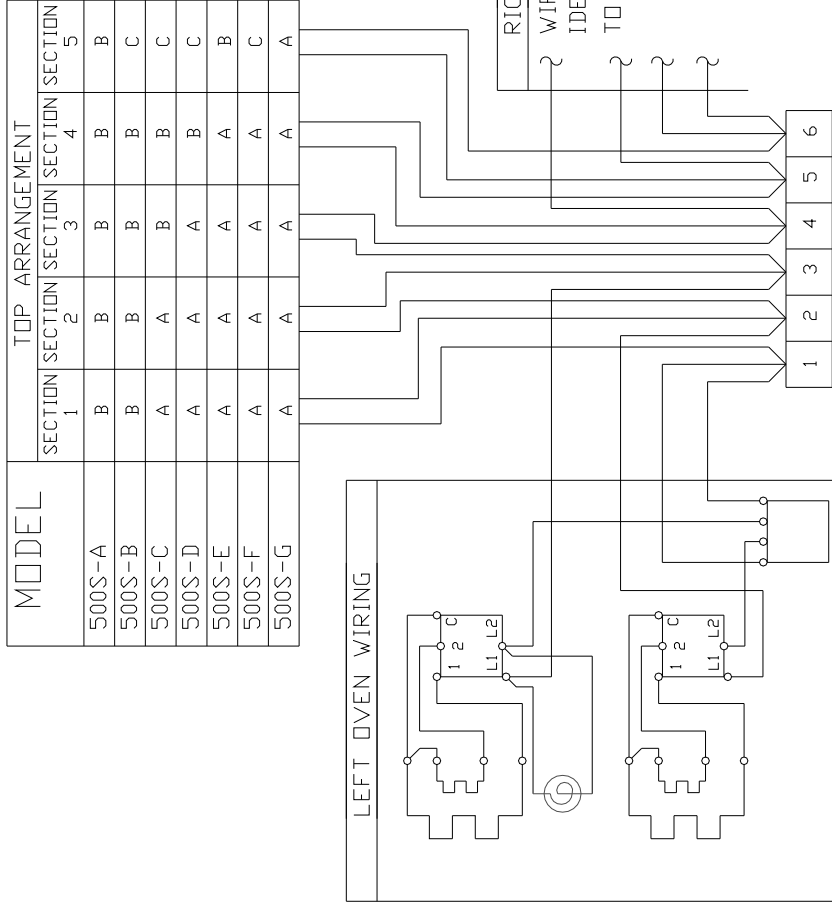 MODEL
TOP ARRANGEMENT
SECTION 1 SECTION 2 SECTION 3 SECTION 4 SECTION 5
500S-A B B B B B
500S-B B B B B C
500S-C A A B B C
500S-D A A A B C
500S-E A A A A B
500S-F A A A A C
500S-G A A A A A
LEFT OVEN WIRING
1 2 C
L1 L2
1 2 C
L1 L2
1 2 3 4 5 6
RIG
WIR
IDE
TO